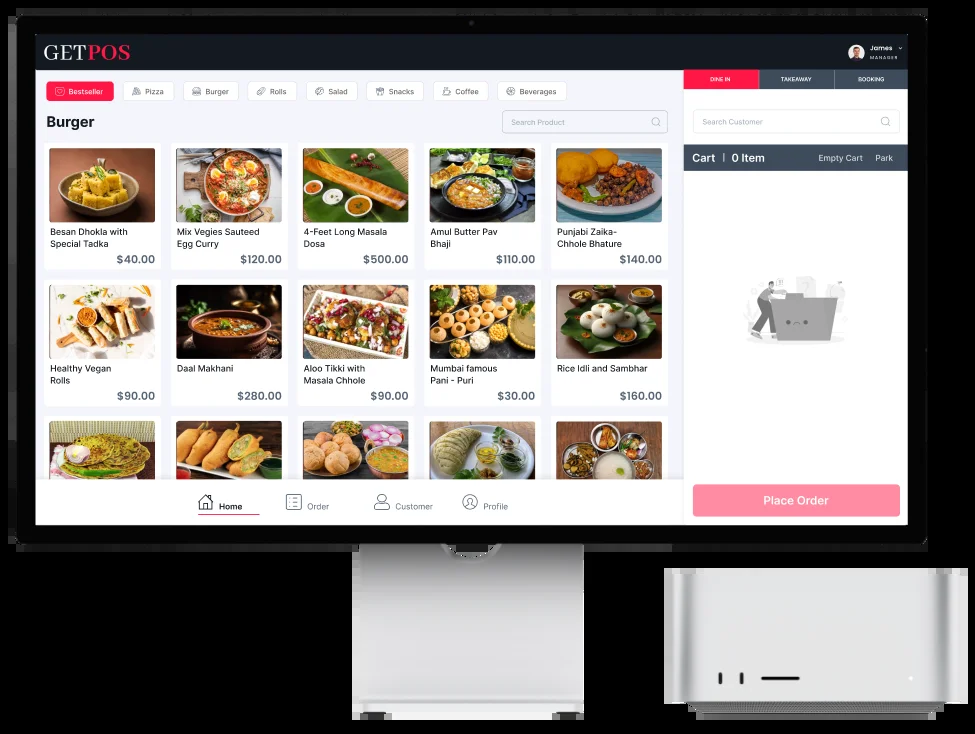 GETPOS
James
MANAGER
Bestseller
Pizza
Burger
Rolls
Salad
Snacks
Coffee
Beverages
DINE IN
TAKEAWAY
BOOKING
Burger
Search Product
Search Customer
Cart | 0 Item
Empty Cart
Park
Besan Dhokla with
Special Tadka
$40.00
Mix Vegies Sauteed
Egg Curry
$120.00
4-Feet Long Masala
Dosa
$500.00
Amul Butter Pav
Bhaji
$110.00
Punjabi Zaika-
Chhole Bhature
$140.00
Healthy Vegan
Rolls
$90.00
Daal Makhani
$280.00
Aloo Tikki with
Masala Chhole
$90.00
Mumbai famous
Pani - Puri
$30.00
Rice Idli and Sambhar
$160.00
Place Order
Home
Order
Customer
Profile